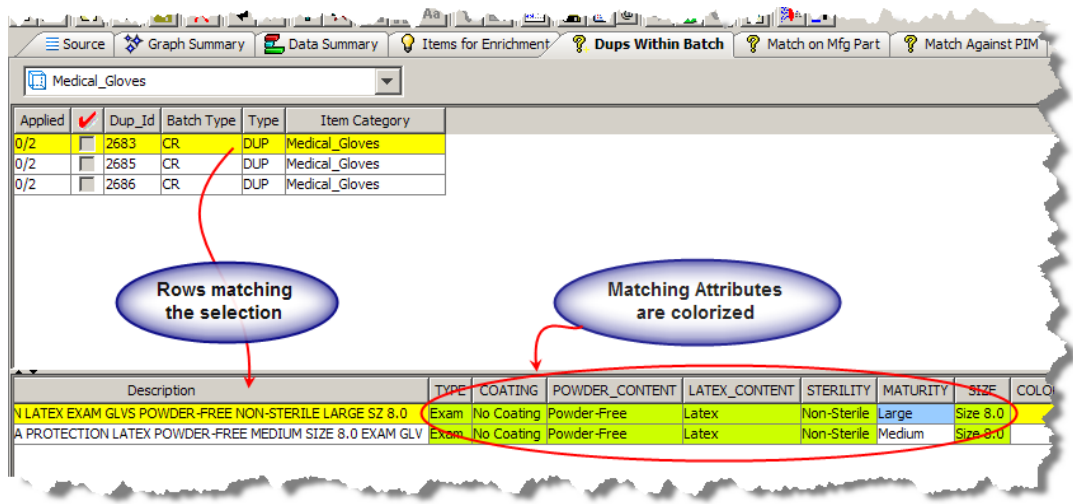 Aa
Source Graph Summary Data Summary Items for Enrichment Dups Within Batch Match on Mfg Part Match Against PIM
Medical_Gloves
Applied Dup_Id Batch Type Type Item Category
0/2 2683 CR DUP Medical_Gloves
0/2 2685 CR DUP Medical_Gloves
0/2 2686 CR DUP Medical_Gloves
Rows matching
the selection
Matching Attributes
are colorized
Description TYPE COATING POWDER_CONTENT LATEX_CONTENT STERILITY MATURITY SIZE COLO
N LATEX EXAM GLVS POWDER-FREE NON-STERILE LARGE SZ 8.0 Exam No Coating Powder-Free Latex Non-Sterile Large Size 8.0
A PROTECTION LATEX POWDER-FREE MEDIUM SIZE 8.0 EXAM GLV Exam No Coating Powder-Free Latex Non-Sterile Medium Size 8.0